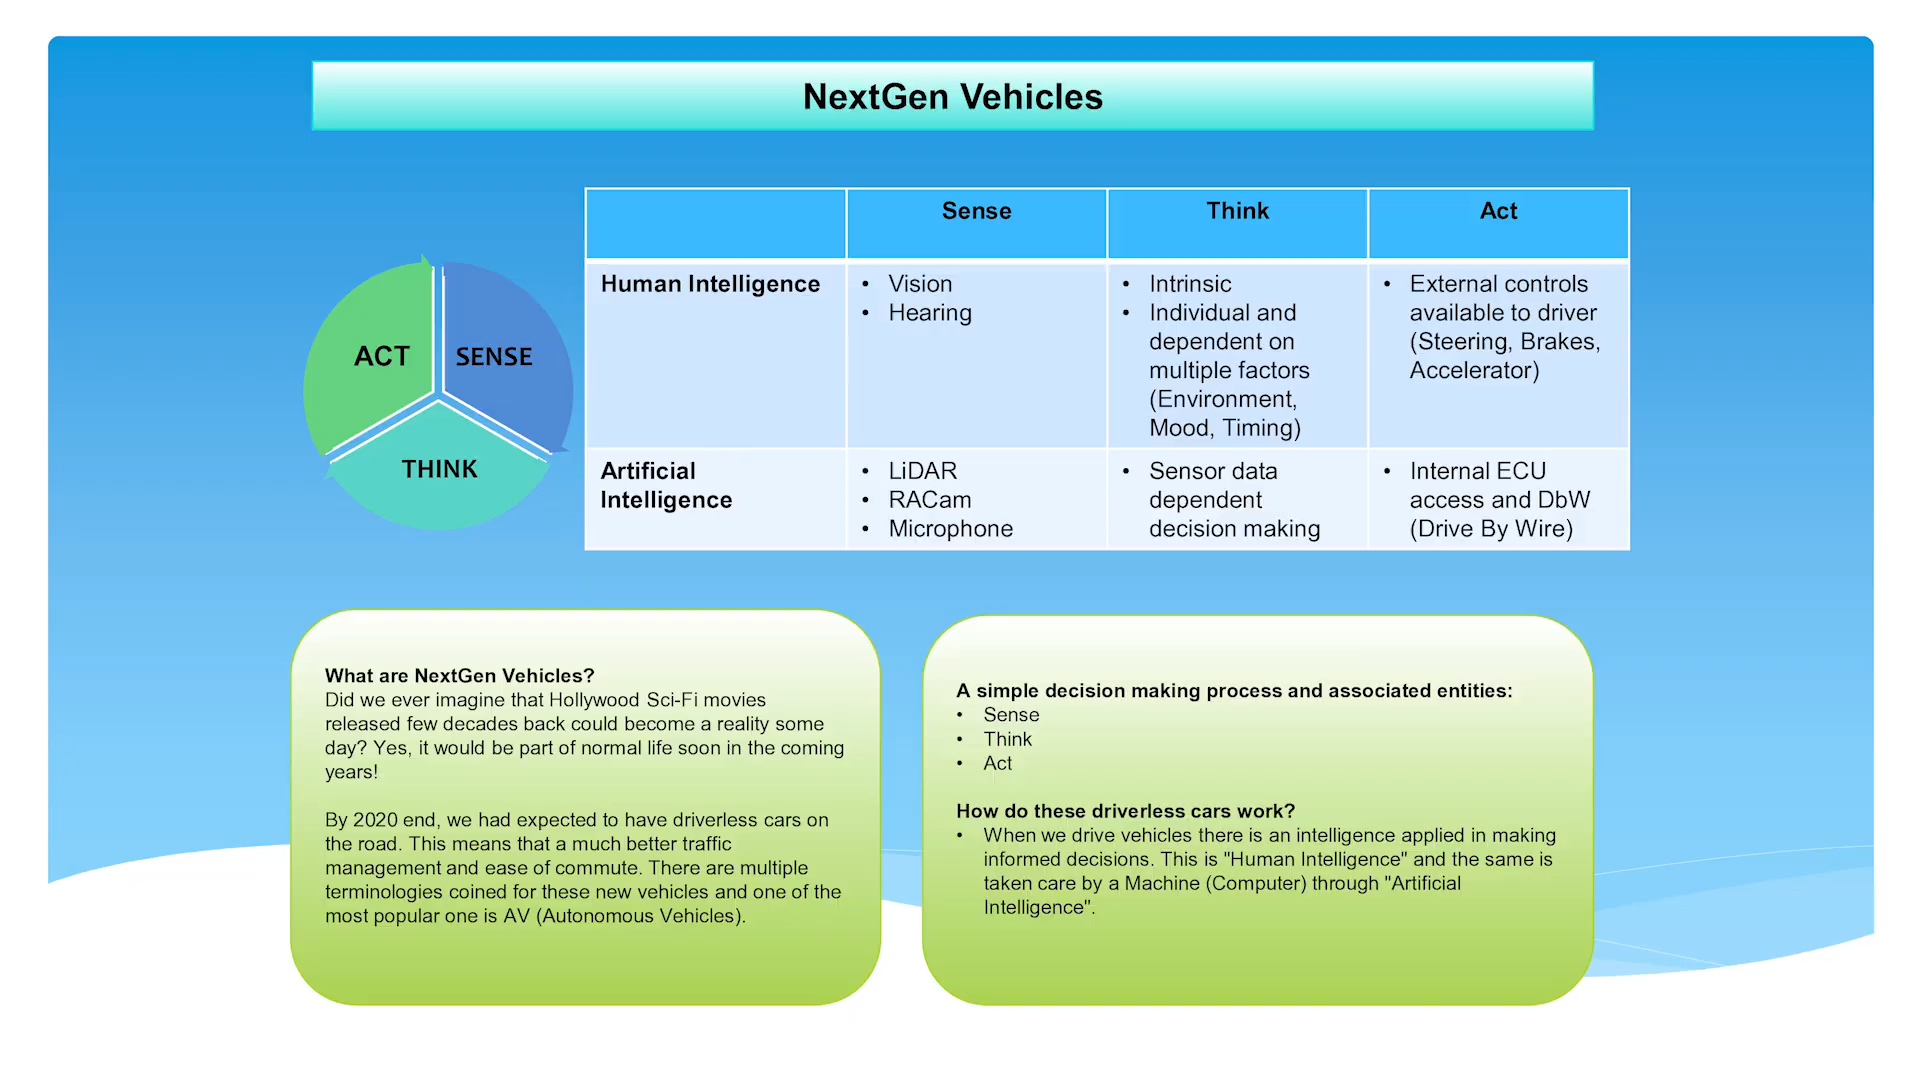 NextGen Vehicles
ACT
SENSE
THINK
Sense
Think
Act
Human Intelligence
• Vision
• Hearing
• Intrinsic
• Individual and
dependent on
multiple factors
(Environment,
Mood, Timing)
• External controls
available to driver
(Steering, Brakes,
Accelerator)
Artificial
Intelligence
• LiDAR
• RACam
• Microphone
• Sensor data
dependent
decision making
• Internal ECU
access and DbW
(Drive By Wire)
What are NextGen Vehicles?
Did we ever imagine that Hollywood Sci-Fi movies
released few decades back could become a reality some
day? Yes, it would be part of normal life soon in the coming
years!
By 2020 end, we had expected to have driverless cars on
the road. This means that a much better traffic
management and ease of commute. There are multiple
terminologies coined for these new vehicles and one of the
most popular one is AV (Autonomous Vehicles).
A simple decision making process and associated entities:
• Sense
• Think
• Act
How do these driverless cars work?
• When we drive vehicles there is an intelligence applied in making
informed decisions. This is "Human Intelligence" and the same is
taken care by a Machine (Computer) through "Artificial
Intelligence".